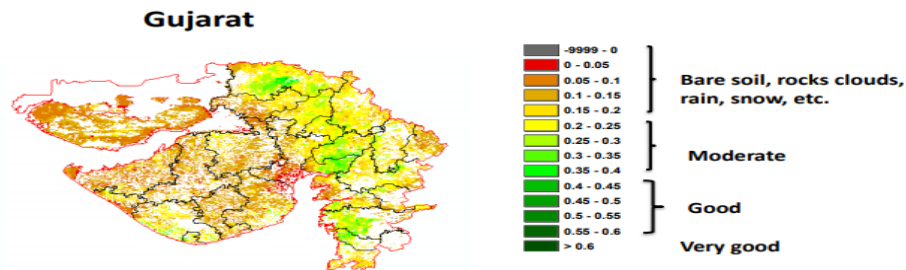 Gujarat
-9999 - 0
0 - 0.05
0.05 - 0.1
0.1 - 0.15
0.15 - 0.2
0.2 - 0.25
0.25 - 0.3
0.3 - 0.35
0.35 - 0.4
0.4 - 0.45
0.45 - 0.5
0.5 - 0.55
0.55 - 0.6
> 0.6
Bare soil, rocks clouds,
rain, snow, etc.
Moderate
Good
Very good